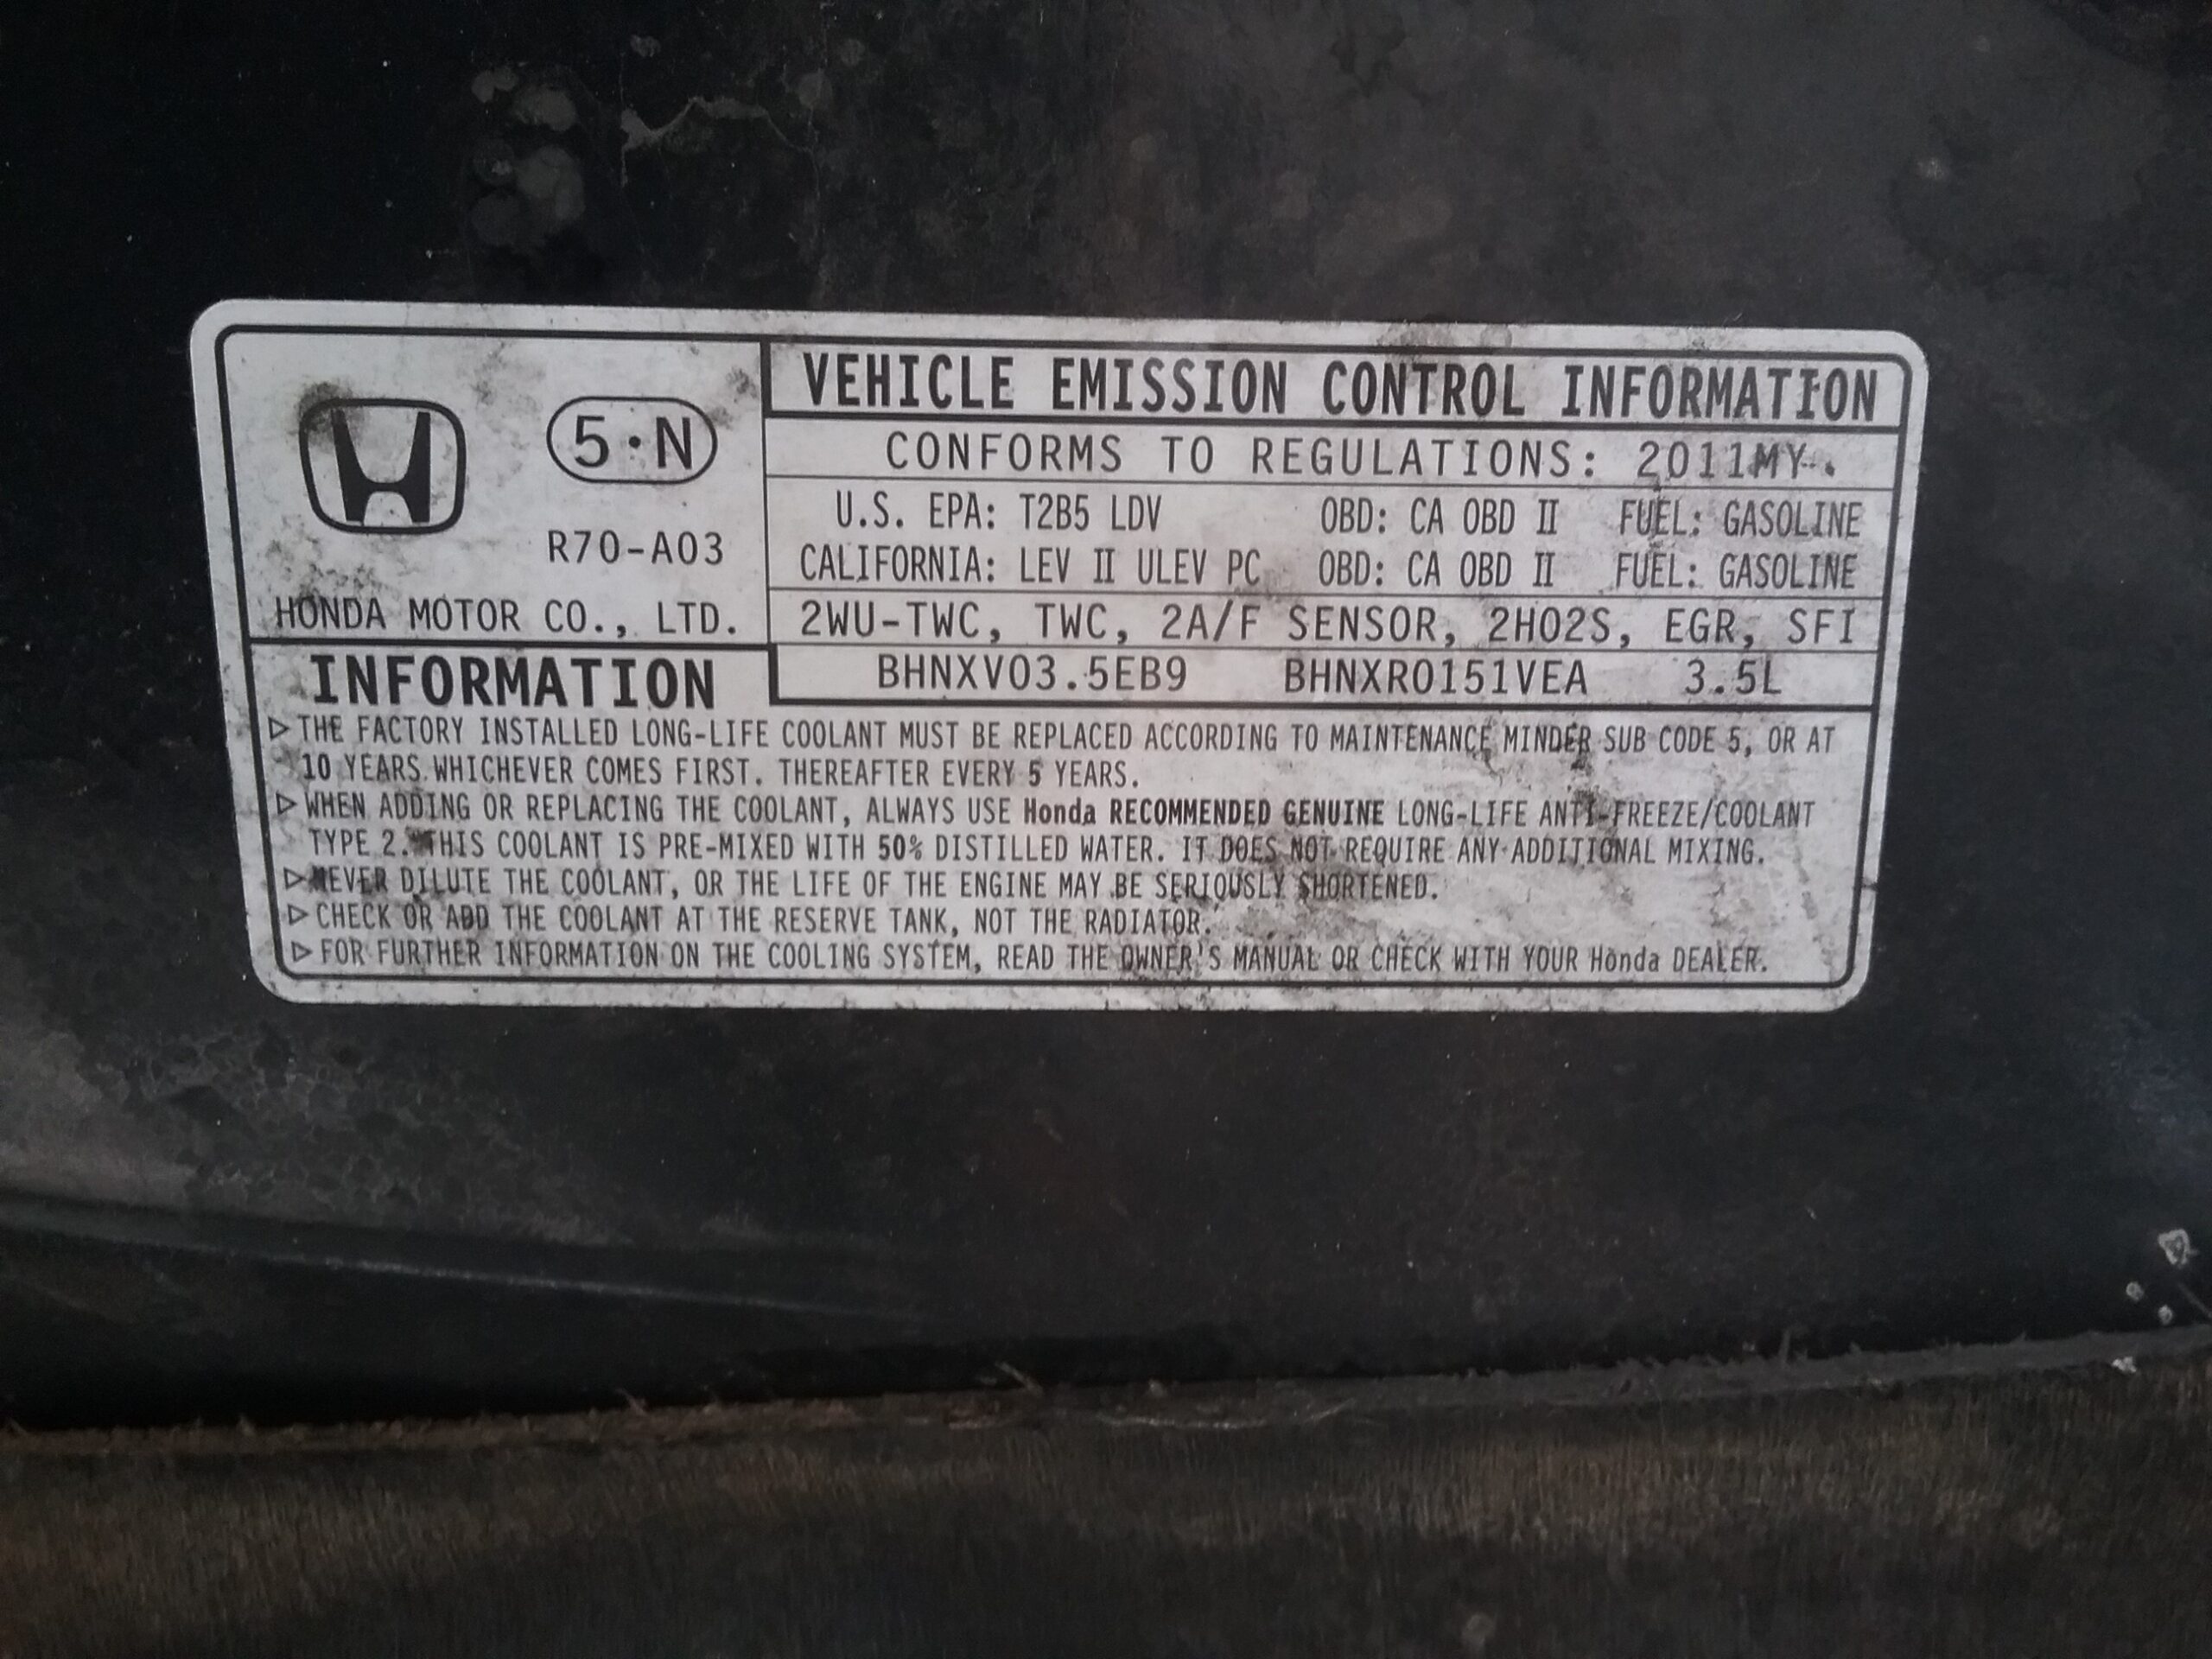 5·N
R70-A03
HONDA MOTOR CO., LTD.
VEHICLE EMISSION CONTROL INFORMATION
CONFORMS TO REGULATIONS: 2011MY.
U.S. EPA: T2B5 LDV OBD: CA OBD II FUEL: GASOLINE
CALIFORNIA: LEV II ULEV PC OBD: CA OBD II FUEL: GASOLINE
2WU-TWC, TWC, 2A/F SENSOR, 2HO2S, EGR, SFI
BHNXV03.5EB9 BHNXR0151VEA 3.5L
INFORMATION
▷ THE FACTORY INSTALLED LONG-LIFE COOLANT MUST BE REPLACED ACCORDING TO MAINTENANCE MINDER SUB CODE 5, OR AT
10 YEARS WHICHEVER COMES FIRST. THEREAFTER EVERY 5 YEARS.
▷ WHEN ADDING OR REPLACING THE COOLANT, ALWAYS USE Honda RECOMMENDED GENUINE LONG-LIFE ANTI-FREEZE/COOLANT
TYPE 2. THIS COOLANT IS PRE-MIXED WITH 50% DISTILLED WATER. IT DOES NOT REQUIRE ANY ADDITIONAL MIXING.
▷ NEVER DILUTE THE COOLANT, OR THE LIFE OF THE ENGINE MAY BE SERIOUSLY SHORTENED.
▷ CHECK OR ADD THE COOLANT AT THE RESERVE TANK, NOT THE RADIATOR.
▷ FOR FURTHER INFORMATION ON THE COOLING SYSTEM, READ THE OWNER'S MANUAL OR CHECK WITH YOUR Honda DEALER.